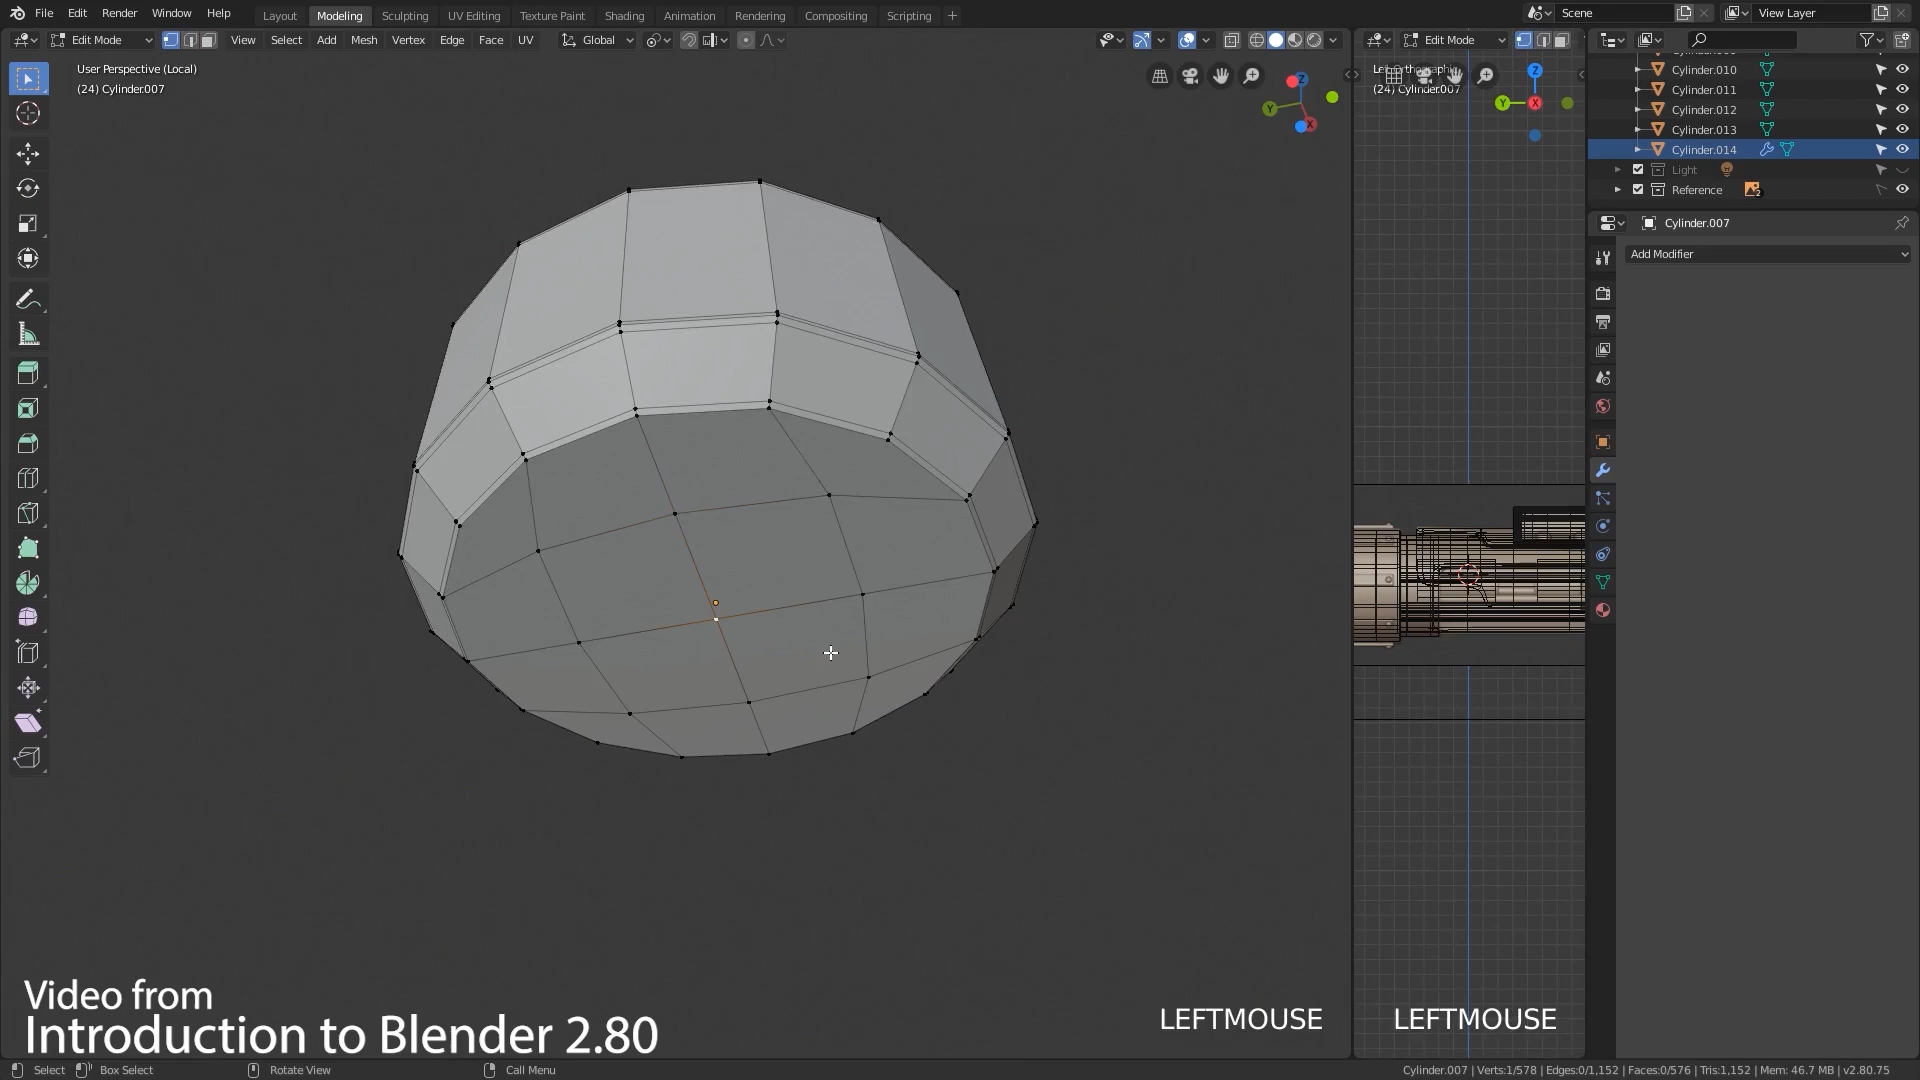 File Edit Render Window Help Layout Modeling Sculpting UV Editing Texture Paint Shading Animation Rendering Compositing Scripting + Scene View Layer
Edit Mode View Select Add Mesh Vertex Edge Face UV Global Edit Mode
User Perspective (Local)
(24) Cylinder.007
Left Orthographic
(24) Cylinder.007
Cylinder.010
Cylinder.011
Cylinder.012
Cylinder.013
Cylinder.014
Light
Reference 2
Cylinder.007
Add Modifier
Z
Y
X
Z
Y
X
Video from
Introduction to Blender 2.80
LEFTMOUSE
LEFTMOUSE
Select Box Select Rotate View Call Menu Cylinder.007 | Verts:1/578 | Edges:0/1,152 | Faces:0/576 | Tris:1,152 | Mem: 46.7 MB | v2.80.75